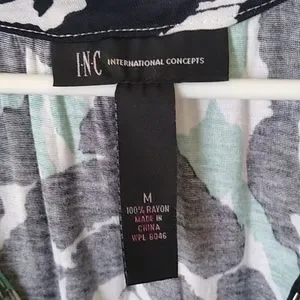 I·N·C INTERNATIONAL CONCEPTS
M
100% RAYON
MADE IN
CHINA
WPL 6046